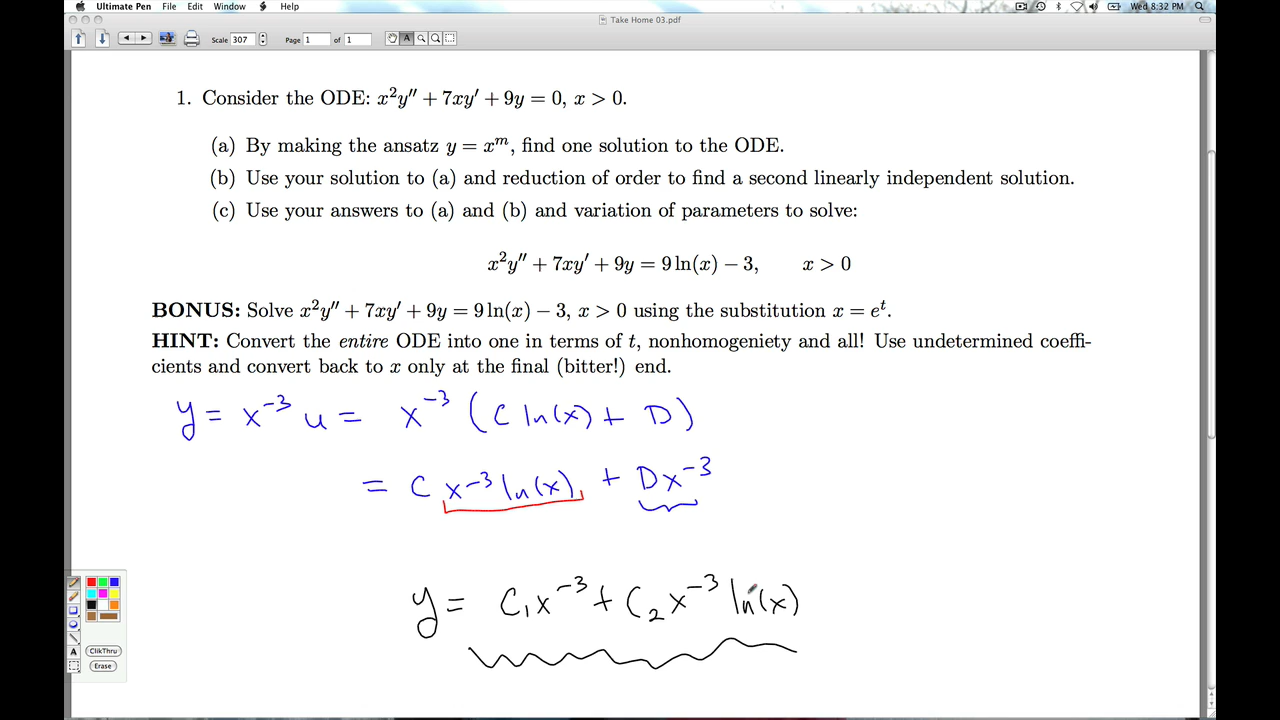 Ultimate Pen File Edit Window Help Wed 8:32 PM
Take Home 03.pdf
Scale 307 Page 1 of 1 A
1. Consider the ODE: x²y″ + 7xy′ + 9y = 0, x > 0.
(a) By making the ansatz y = xᵐ, find one solution to the ODE.
(b) Use your solution to (a) and reduction of order to find a second linearly independent solution.
(c) Use your answers to (a) and (b) and variation of parameters to solve:
x²y″ + 7xy′ + 9y = 9 ln(x) − 3, x > 0
BONUS: Solve x²y″ + 7xy′ + 9y = 9 ln(x) − 3, x > 0 using the substitution x = eᵗ.
HINT: Convert the entire ODE into one in terms of t, nonhomogeniety and all! Use undetermined coeffi-
cients and convert back to x only at the final (bitter!) end.
y = x⁻³ u = x⁻³ (C ln(x) + D)
= C x⁻³ ln(x) + Dx⁻³
y = C₁x⁻³ + C₂x⁻³ ln(x)
A
ClikThru
Erase